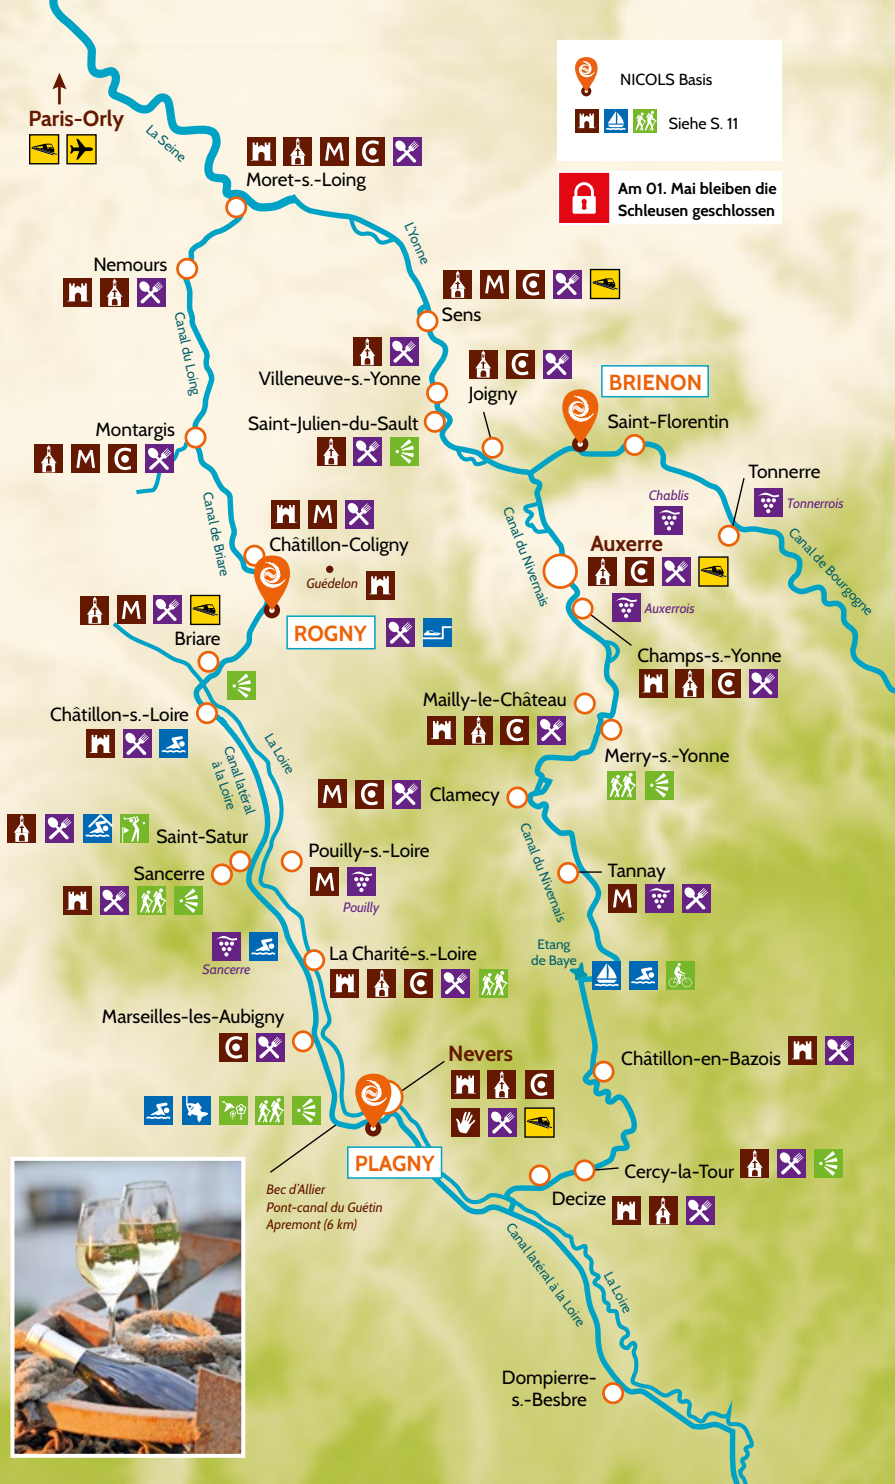 NICOLS Basis
Siehe S. 11
Am 01. Mai bleiben die
Schleusen geschlossen
Paris-Orly
La Seine
Moret-s.-Loing
L'Yonne
Nemours
Canal du Loing
Sens
Villeneuve-s.-Yonne
Joigny
BRIENON
Saint-Julien-du-Sault
Saint-Florentin
Montargis
Tonnerre
Chablis
Tonnerrois
Canal de Briare
Canal du Nivernais
Canal de Bourgogne
Châtillon-Coligny
Auxerre
Guédelon
Auxerrois
ROGNY
Briare
Champs-s.-Yonne
Châtillon-s.-Loire
Mailly-le-Château
La Loire
Canal latéral
à la Loire
Merry-s.-Yonne
Clamecy
Saint-Satur
Pouilly-s.-Loire
Canal du Nivernais
Sancerre
Tannay
Pouilly
Etang
de Baye
Sancerre
La Charité-s.-Loire
Marseilles-les-Aubigny
Nevers
Châtillon-en-Bazois
PLAGNY
Cercy-la-Tour
Bec d'Allier
Pont-canal du Guétin
Apremont (6 km)
Decize
Canal latéral à la Loire
La Loire
Dompierre-
s.-Besbre